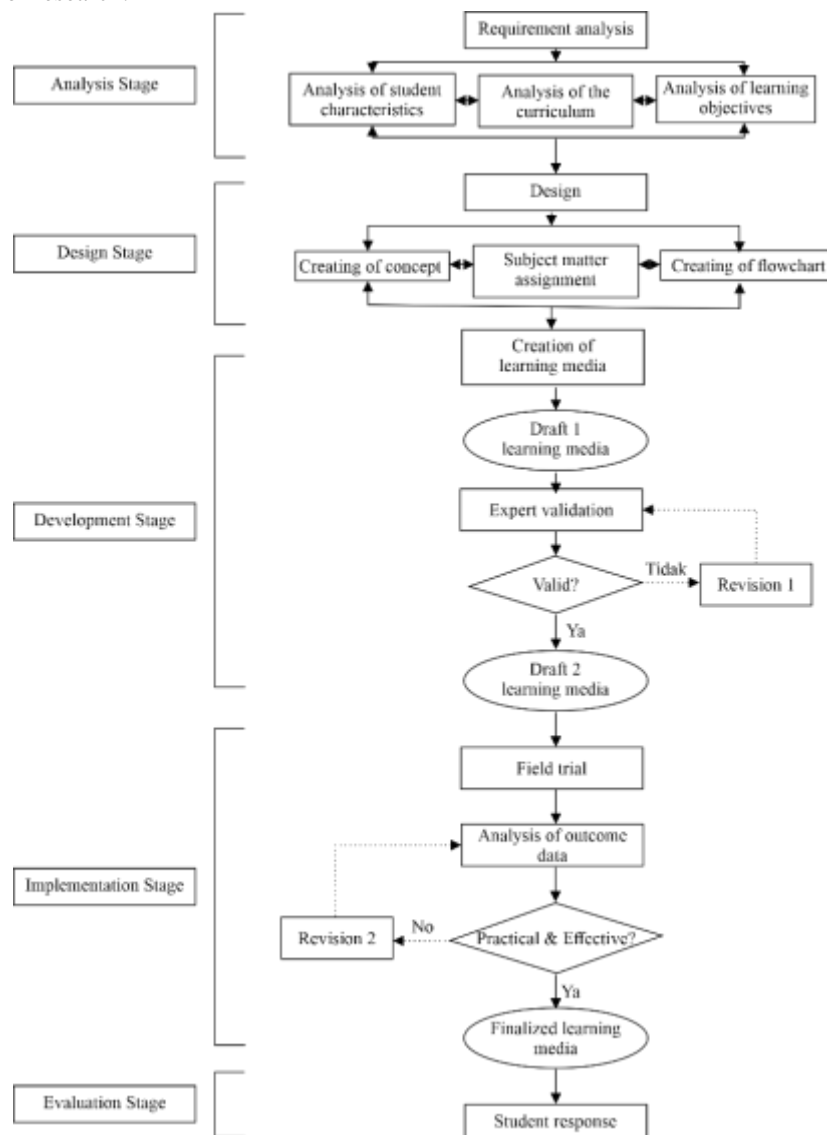 Requirement analysis
Analysis Stage
Analysis of student
characteristics
Analysis of the
curriculum
Analysis of learning
objectives
Design
Design Stage
Creating of concept
Subject matter
assignment
Creating of flowchart
Creation of
learning media
Draft 1
learning media
Development Stage
Expert validation
Valid?
Tidak
Revision 1
Ya
Draft 2
learning media
Field trial
Implementation Stage
Analysis of outcome
data
Practical & Effective?
No
Revision 2
Ya
Finalized learning
media
Evaluation Stage
Student response